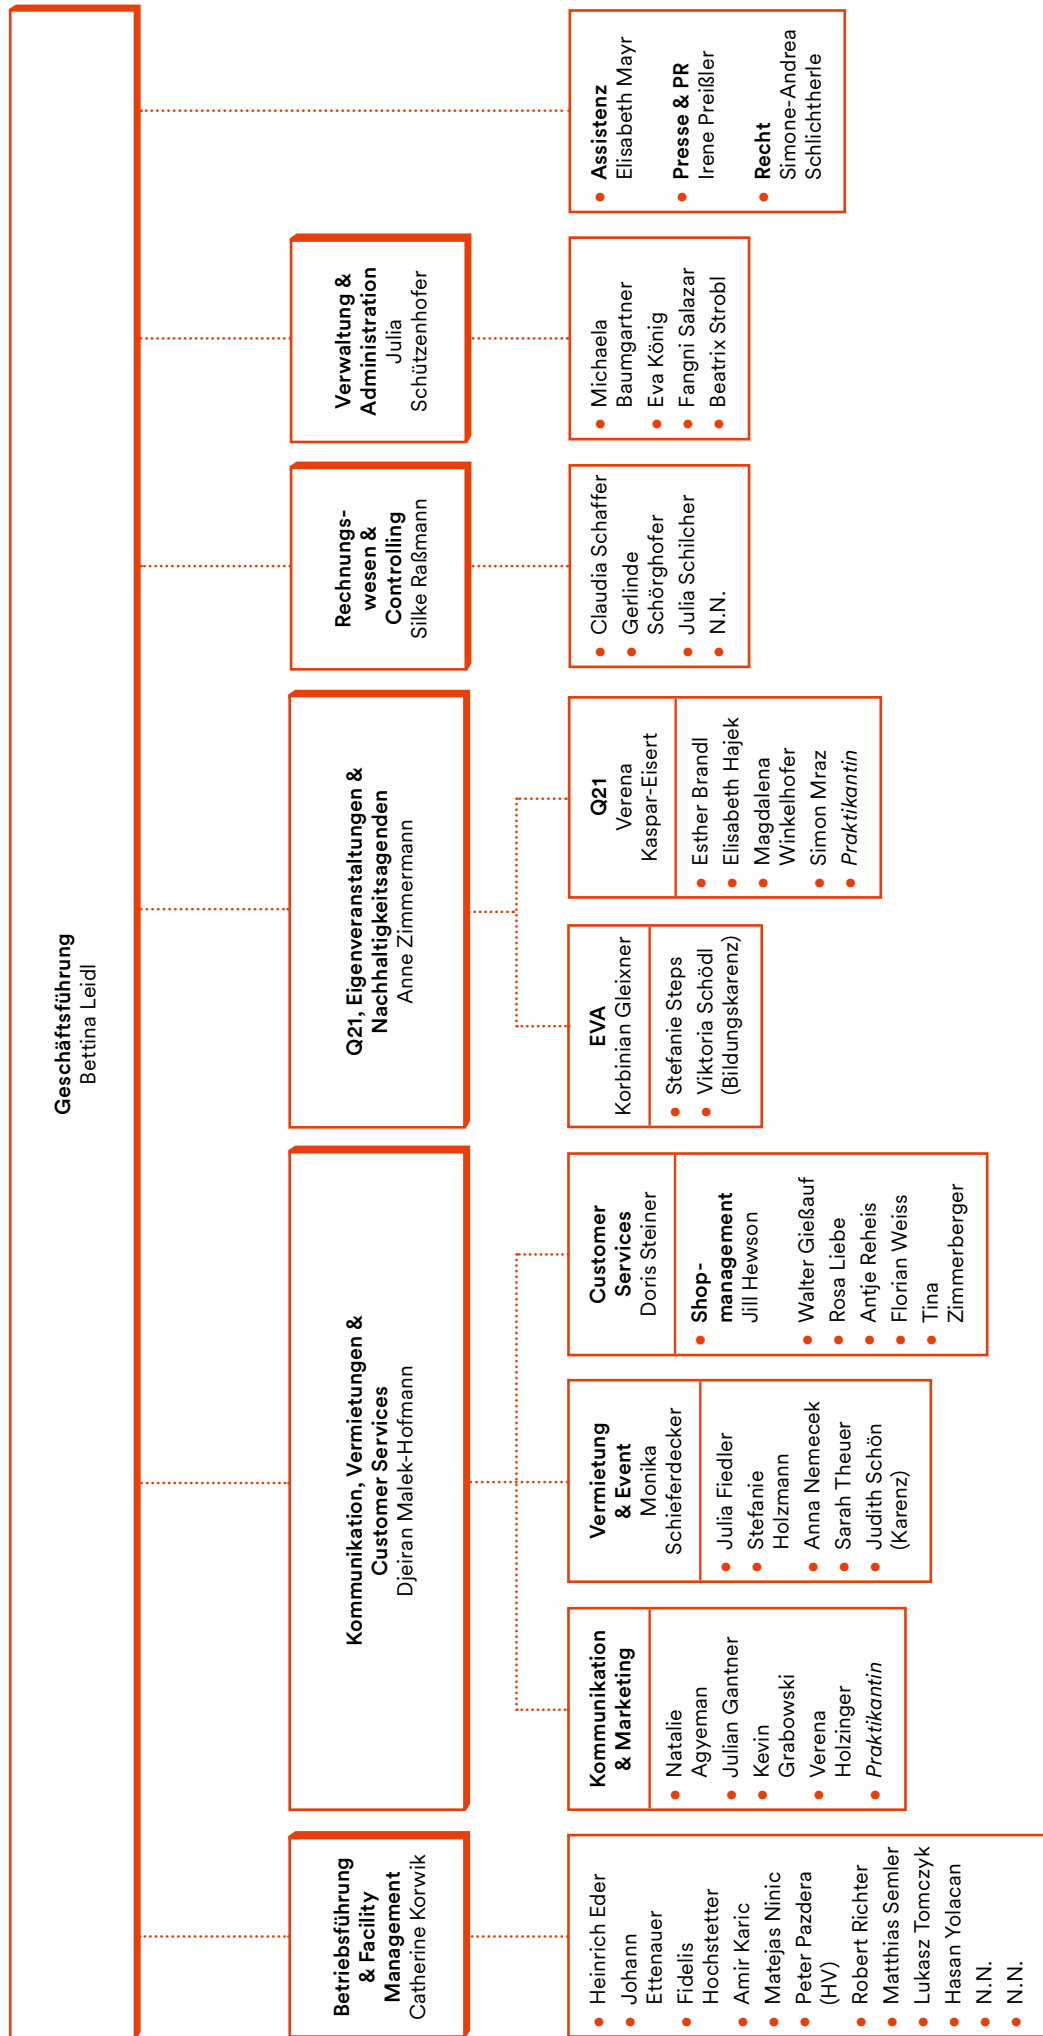 Geschäftsführung
Bettina Leidl
Betriebsführung
& Facility
Management
Catherine Korwik
Heinrich Eder
Johann
Ettenauer
Fidelis
Hochstetter
Amir Karic
Matejas Ninic
Peter Pazdera
(HV)
Robert Richter
Matthias Semler
Lukasz Tomczyk
Hasan Yolacan
N.N.
N.N.
Kommunikation, Vermietungen &
Customer Services
Djeiran Malek-Hofmann
Kommunikation
& Marketing
Natalie
Agyeman
Julian Gantner
Kevin
Grabowski
Verena
Holzinger
Praktikantin
Vermietung
& Event
Monika
Schieferdecker
Julia Fiedler
Stefanie
Holzmann
Anna Nemecek
Sarah Theuer
Judith Schön
(Karenz)
Customer
Services
Doris Steiner
Shop-
management
Jill Hewson
Walter Gießauf
Rosa Liebe
Antje Reheis
Florian Weiss
Tina
Zimmerberger
Q21, Eigenveranstaltungen &
Nachhaltigkeitsagenden
Anne Zimmermann
EVA
Korbinian Gleixner
Stefanie Steps
Viktoria Schödl
(Bildungskarenz)
Q21
Verena
Kaspar-Eisert
Esther Brandl
Elisabeth Hajek
Magdalena
Winkelhofer
Simon Mraz
Praktikantin
Rechnungs-
wesen &
Controlling
Silke Raßmann
Claudia Schaffer
Gerlinde
Schörghofer
Julia Schilcher
N.N.
Verwaltung &
Administration
Julia
Schützenhofer
Michaela
Baumgartner
Eva König
Fangni Salazar
Beatrix Strobl
Assistenz
Elisabeth Mayr
Presse & PR
Irene Preißler
Recht
Simone-Andrea
Schlichtherle